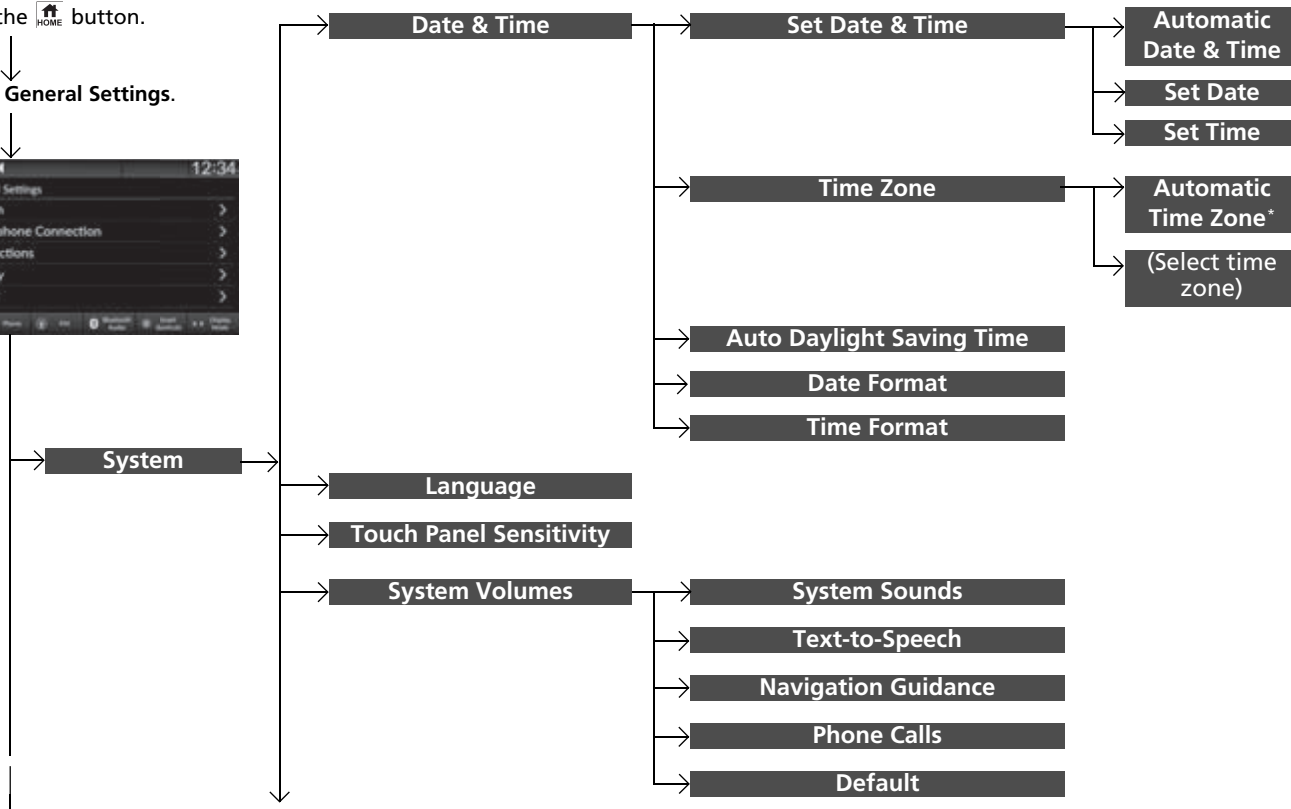 the HOME button.
General Settings.
12:34
Settings
phone Connection
ctions
System
Date & Time
Language
Touch Panel Sensitivity
System Volumes
Set Date & Time
Time Zone
Auto Daylight Saving Time
Date Format
Time Format
System Sounds
Text-to-Speech
Navigation Guidance
Phone Calls
Default
Automatic
Date & Time
Set Date
Set Time
Automatic
Time Zone*
(Select time
zone)